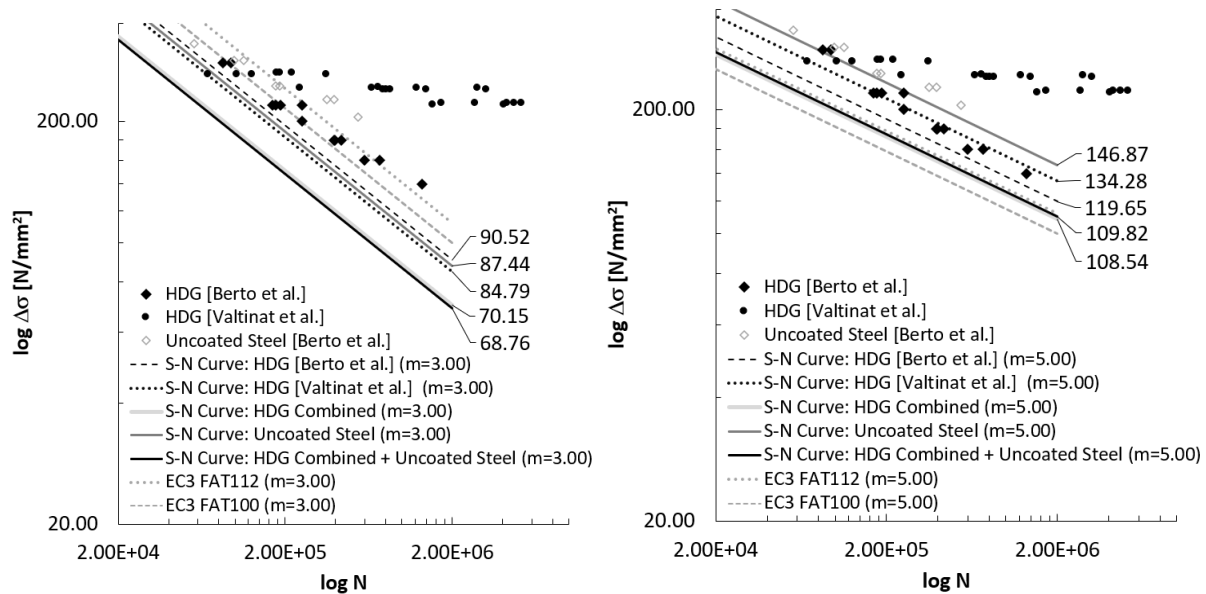 200.00
log Δσ [N/mm²]
90.52
87.44
84.79
70.15
68.76
HDG [Berto et al.]
HDG [Valtinat et al.]
Uncoated Steel [Berto et al.]
S-N Curve: HDG [Berto et al.] (m=3.00)
S-N Curve: HDG [Valtinat et al.] (m=3.00)
S-N Curve: HDG Combined (m=3.00)
S-N Curve: Uncoated Steel (m=3.00)
S-N Curve: HDG Combined + Uncoated Steel (m=3.00)
EC3 FAT112 (m=3.00)
EC3 FAT100 (m=3.00)
20.00
2.00E+04
2.00E+05
2.00E+06
log N
200.00
log Δσ [N/mm²]
146.87
134.28
119.65
109.82
108.54
HDG [Berto et al.]
HDG [Valtinat et al.]
Uncoated Steel [Berto et al.]
S-N Curve: HDG [Berto et al.] (m=5.00)
S-N Curve: HDG [Valtinat et al.] (m=5.00)
S-N Curve: HDG Combined (m=5.00)
S-N Curve: Uncoated Steel (m=5.00)
S-N Curve: HDG Combined + Uncoated Steel (m=5.00)
EC3 FAT112 (m=5.00)
EC3 FAT100 (m=5.00)
20.00
2.00E+04
2.00E+05
2.00E+06
log N